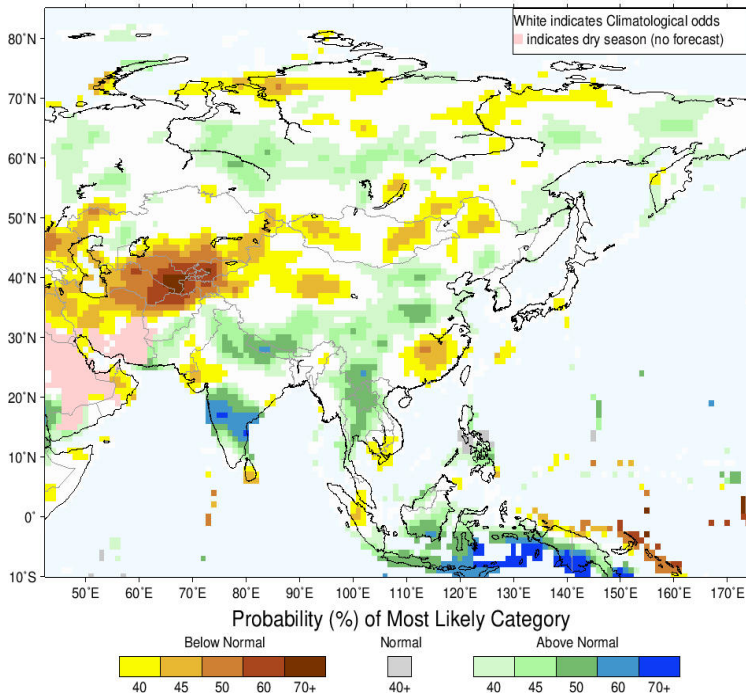 White indicates Climatological odds
indicates dry season (no forecast)
80°N
70°N
60°N
50°N
40°N
30°N
20°N
10°N
0°
10°S
50°E 60°E 70°E 80°E 90°E 100°E 110°E 120°E 130°E 140°E 150°E 160°E 170°E
Probability (%) of Most Likely Category
Below Normal Normal Above Normal
40 45 50 60 70+ 40+ 40 45 50 60 70+